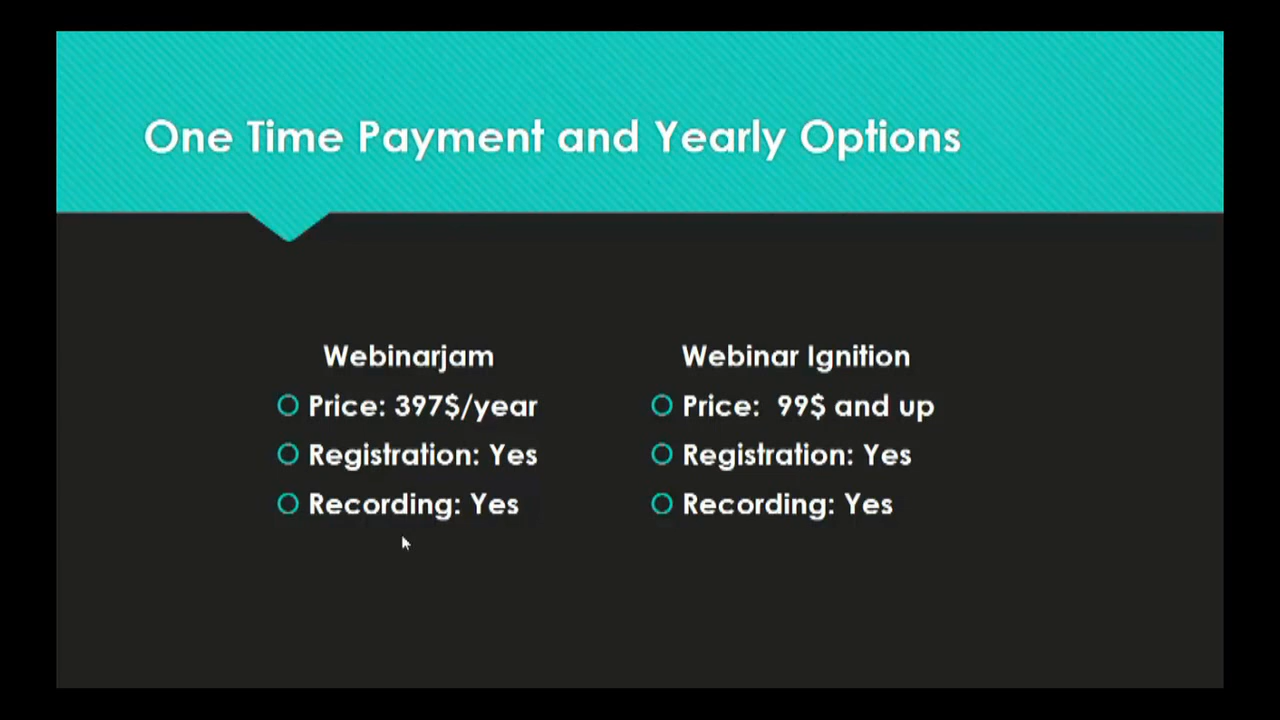 One Time Payment and Yearly Options
Webinarjam
Price: 397$/year
Registration: Yes
Recording: Yes
Webinar Ignition
Price:  99$ and up
Registration: Yes
Recording: Yes